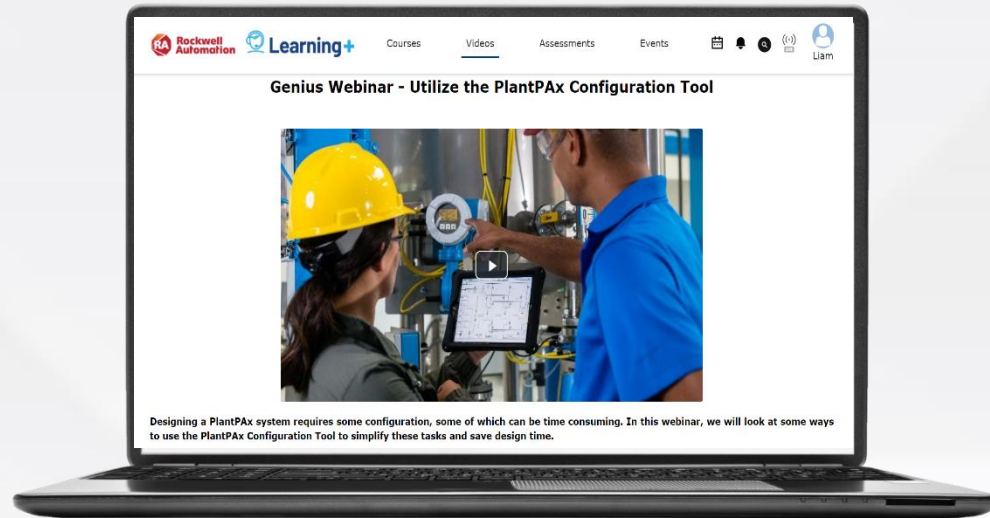 Rockwell
Automation
RA
Learning+
Courses
Videos
Assessments
Events
Liam
Genius Webinar - Utilize the PlantPAx Configuration Tool
Designing a PlantPAx system requires some configuration, some of which can be time consuming. In this webinar, we will look at some ways
to use the PlantPAx Configuration Tool to simplify these tasks and save design time.